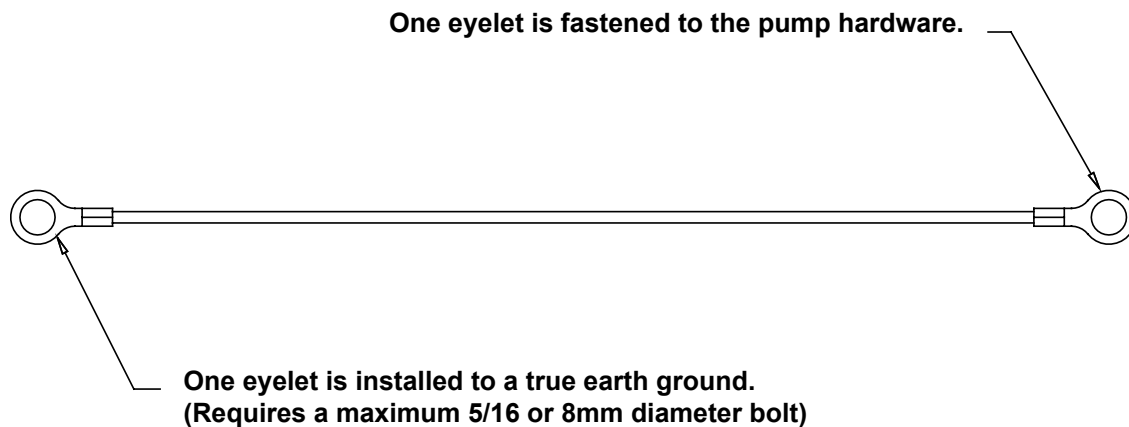 One eyelet is fastened to the pump hardware.
One eyelet is installed to a true earth ground.
(Requires a maximum 5/16 or 8mm diameter bolt)